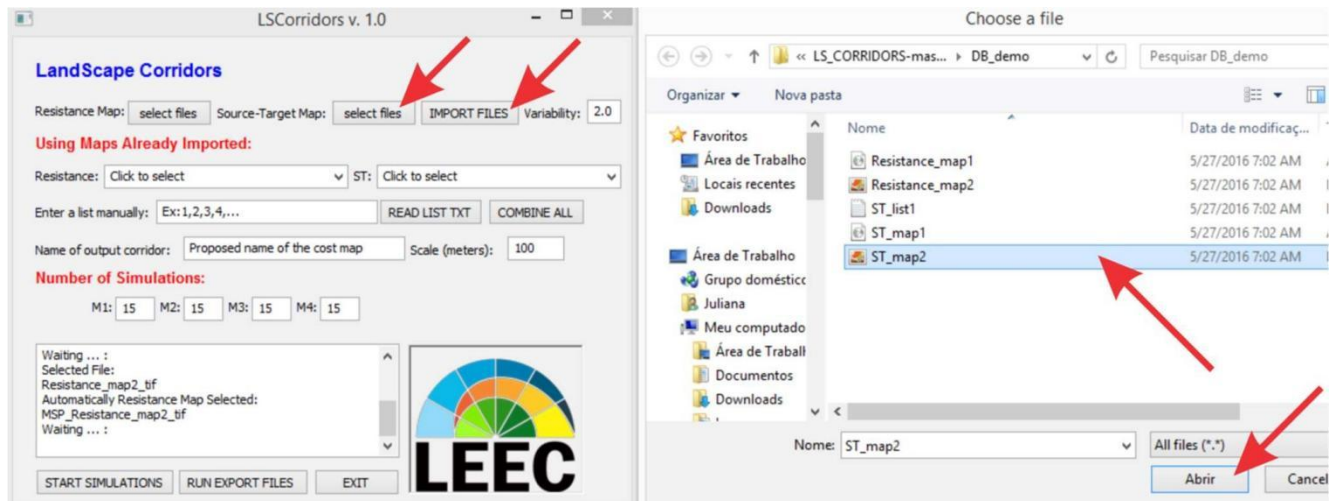 LSCorridors v. 1.0
LandScape Corridors
Resistance Map: select files Source-Target Map: select files IMPORT FILES Variability: 2.0
Using Maps Already Imported:
Resistance: Click to select ST: Click to select
Enter a list manually: Ex:1,2,3,4,... READ LIST TXT COMBINE ALL
Name of output corridor: Proposed name of the cost map Scale (meters): 100
Number of Simulations:
M1: 15 M2: 15 M3: 15 M4: 15
Waiting ... :
Selected File:
Resistance_map2_tif
Automatically Resistance Map Selected:
MSP_Resistance_map2_tif
Waiting ... :
LEEC
START SIMULATIONS RUN EXPORT FILES EXIT
Choose a file
« LS_CORRIDORS-mas... DB_demo Pesquisar DB_demo
Organizar Nova pasta
Favoritos
Área de Trabalho
Locais recentes
Downloads
Área de Trabalho
Grupo doméstic
Juliana
Meu computado
Área de Trabal
Documentos
Downloads
Nome Data de modificaç...
Resistance_map1 5/27/2016 7:02 AM
Resistance_map2 5/27/2016 7:02 AM
ST_list1 5/27/2016 7:02 AM
ST_map1 5/27/2016 7:02 AM
ST_map2 5/27/2016 7:02 AM
Nome: ST_map2 All files (*.*)
Abrir Cancel